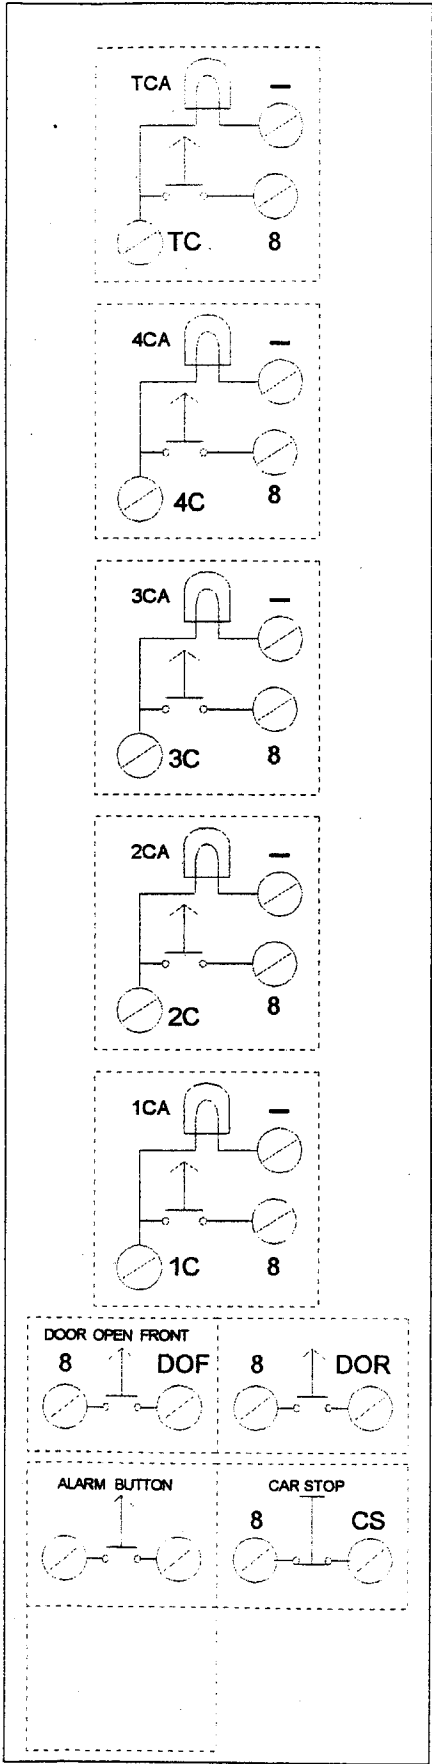 TCA —
TC 8
4CA —
4C 8
3CA —
3C 8
2CA —
2C 8
1CA —
1C 8
DOOR OPEN FRONT
8 DOF 8 DOR
ALARM BUTTON CAR STOP
8 CS